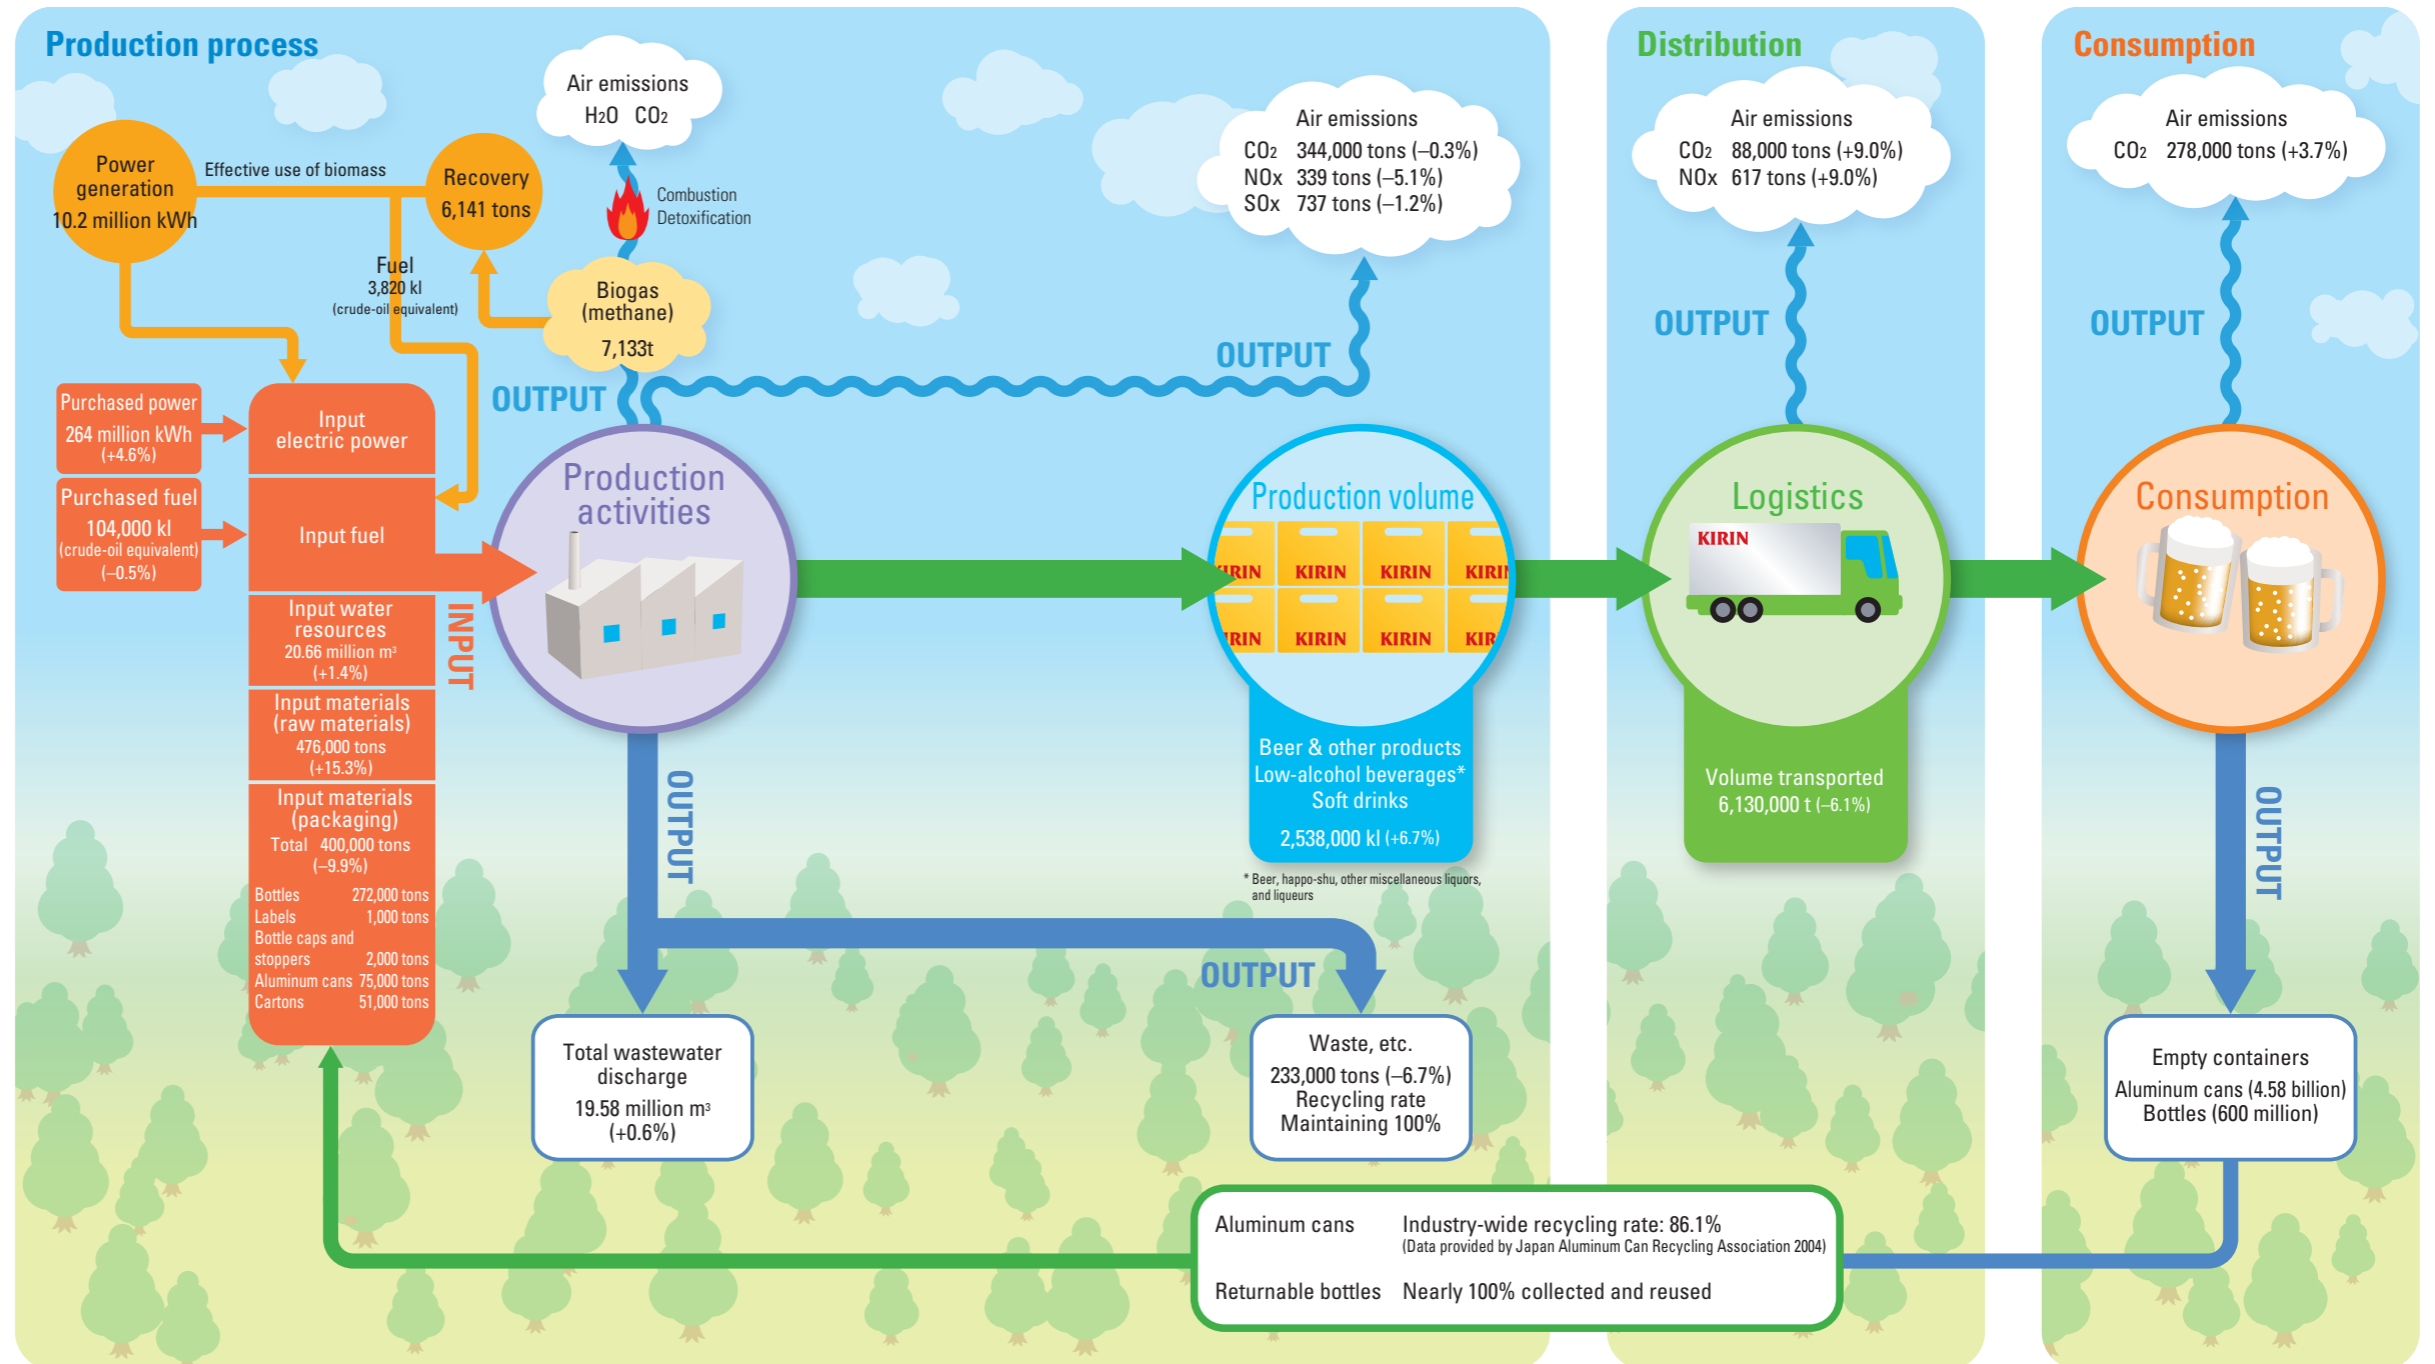 Production process
Air emissions
H2O CO2
Power
generation
10.2 million kWh
Effective use of biomass
Recovery
6,141 tons
Combustion
Detoxification
Fuel
3,820 kl
(crude-oil equivalent)
Biogas
(methane)
7,133t
OUTPUT
Air emissions
CO2 344,000 tons (–0.3%)
NOx 339 tons (–5.1%)
SOx 737 tons (–1.2%)
OUTPUT
Purchased power
264 million kWh
(+4.6%)
Purchased fuel
104,000 kl
(crude-oil equivalent)
(–0.5%)
Input
electric power
Input fuel
Input water
resources
20.66 million m3
(+1.4%)
Input materials
(raw materials)
476,000 tons
(+15.3%)
Input materials
(packaging)
Total 400,000 tons
(–9.9%)
Bottles 272,000 tons
Labels 1,000 tons
Bottle caps and
stoppers 2,000 tons
Aluminum cans 75,000 tons
Cartons 51,000 tons
INPUT
Production
activities
OUTPUT
Total wastewater
discharge
19.58 million m3
(+0.6%)
Production volume
KIRIN KIRIN KIRIN KIRIN
KIRIN KIRIN KIRIN KIRIN
Beer & other products
Low-alcohol beverages*
Soft drinks
2,538,000 kl (+6.7%)
* Beer, happo-shu, other miscellaneous liquors,
and liqueurs
OUTPUT
Waste, etc.
233,000 tons (–6.7%)
Recycling rate
Maintaining 100%
Distribution
Air emissions
CO2 88,000 tons (+9.0%)
NOx 617 tons (+9.0%)
OUTPUT
Logistics
KIRIN
Volume transported
6,130,000 t (–6.1%)
Consumption
Air emissions
CO2 278,000 tons (+3.7%)
OUTPUT
Consumption
OUTPUT
Empty containers
Aluminum cans (4.58 billion)
Bottles (600 million)
Aluminum cans Industry-wide recycling rate: 86.1%
(Data provided by Japan Aluminum Can Recycling Association 2004)
Returnable bottles Nearly 100% collected and reused